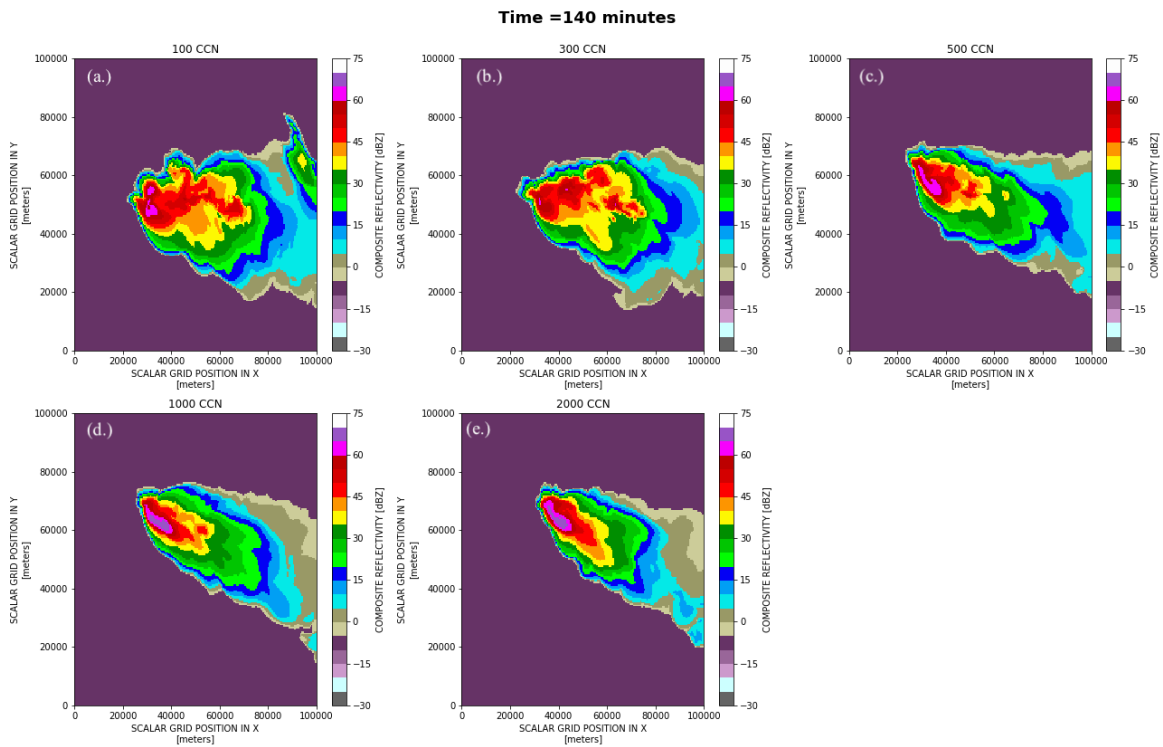 Time =140 minutes
100 CCN
(a.)
100000
80000
60000
40000
20000
0
0 20000 40000 60000 80000 100000
SCALAR GRID POSITION IN X
[meters]
SCALAR GRID POSITION IN Y
[meters]
75
60
45
30
15
0
−15
−30
COMPOSITE REFLECTIVITY [dBZ]
300 CCN
(b.)
100000
80000
60000
40000
20000
0
0 20000 40000 60000 80000 100000
SCALAR GRID POSITION IN X
[meters]
SCALAR GRID POSITION IN Y
[meters]
75
60
45
30
15
0
−15
−30
COMPOSITE REFLECTIVITY [dBZ]
500 CCN
(c.)
100000
80000
60000
40000
20000
0
0 20000 40000 60000 80000 100000
SCALAR GRID POSITION IN X
[meters]
SCALAR GRID POSITION IN Y
[meters]
75
60
45
30
15
0
−15
−30
COMPOSITE REFLECTIVITY [dBZ]
1000 CCN
(d.)
100000
80000
60000
40000
20000
0
0 20000 40000 60000 80000 100000
SCALAR GRID POSITION IN X
[meters]
SCALAR GRID POSITION IN Y
[meters]
75
60
45
30
15
0
−15
−30
COMPOSITE REFLECTIVITY [dBZ]
2000 CCN
(e.)
100000
80000
60000
40000
20000
0
0 20000 40000 60000 80000 100000
SCALAR GRID POSITION IN X
[meters]
SCALAR GRID POSITION IN Y
[meters]
75
60
45
30
15
0
−15
−30
COMPOSITE REFLECTIVITY [dBZ]